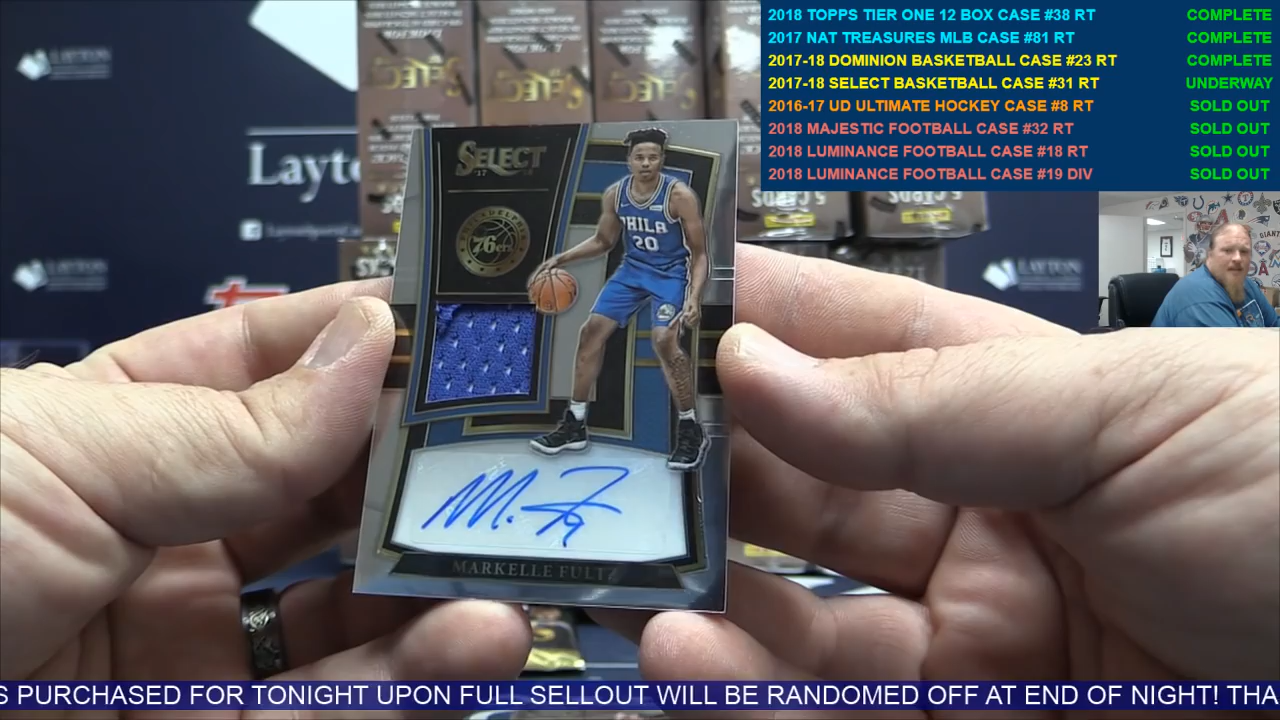 2018 TOPPS TIER ONE 12 BOX CASE #38 RT COMPLETE
2017 NAT TREASURES MLB CASE #81 RT COMPLETE
2017-18 DOMINION BASKETBALL CASE #23 RT COMPLETE
2017-18 SELECT BASKETBALL CASE #31 RT UNDERWAY
2016-17 UD ULTIMATE HOCKEY CASE #8 RT SOLD OUT
2018 MAJESTIC FOOTBALL CASE #32 RT SOLD OUT
2018 LUMINANCE FOOTBALL CASE #18 RT SOLD OUT
2018 LUMINANCE FOOTBALL CASE #19 DIV SOLD OUT
LAYTON
Layto
LAYTON
LAYTON
SELECT
PHILADELPHIA
76ers
PHILA
20
M. F
MARKELLE FULTZ
S PURCHASED FOR TONIGHT UPON FULL SELLOUT WILL BE RANDOMED OFF AT END OF NIGHT! THA